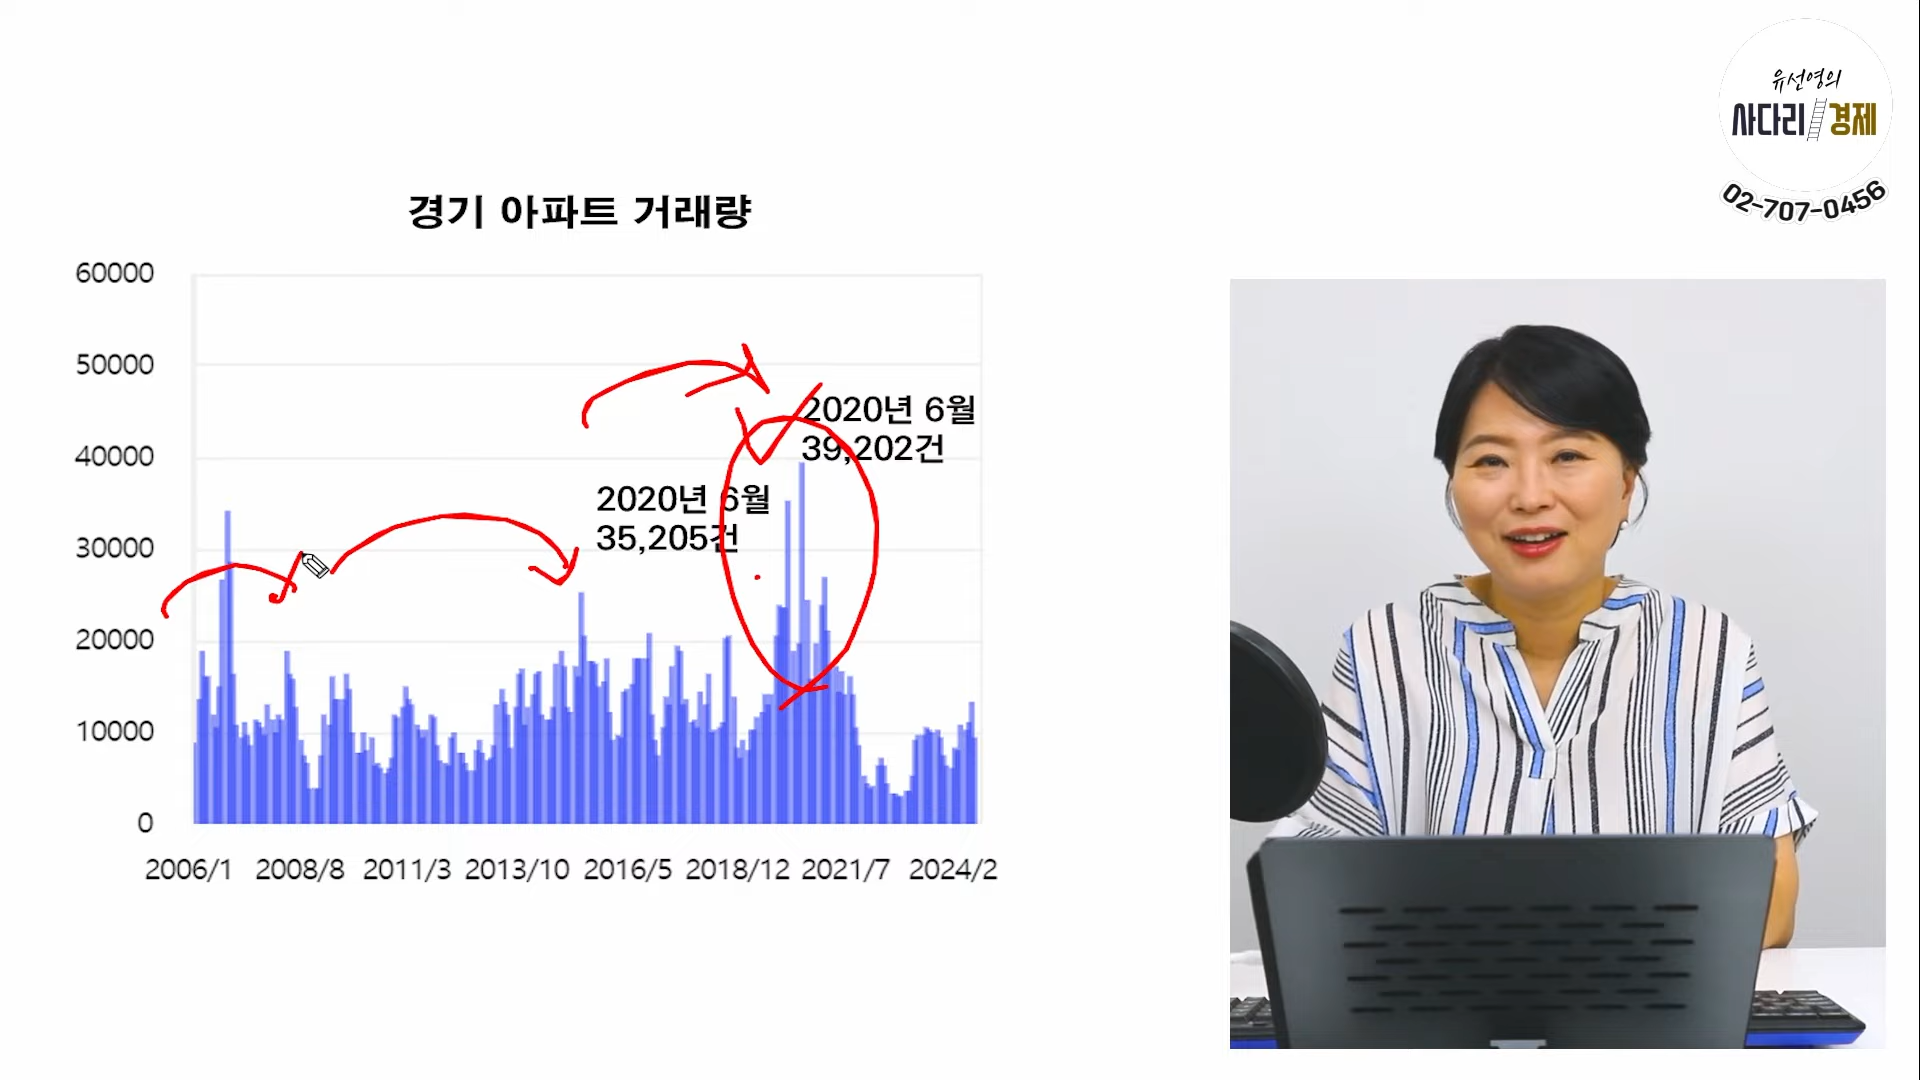 유선영의
사다리 경제
02-707-0456
경기 아파트 거래량
60000
50000
40000
30000
20000
10000
0
2020년 6월
39,202건
2020년 6월
35,205건
2006/1 2008/8 2011/3 2013/10 2016/5 2018/12 2021/7 2024/2